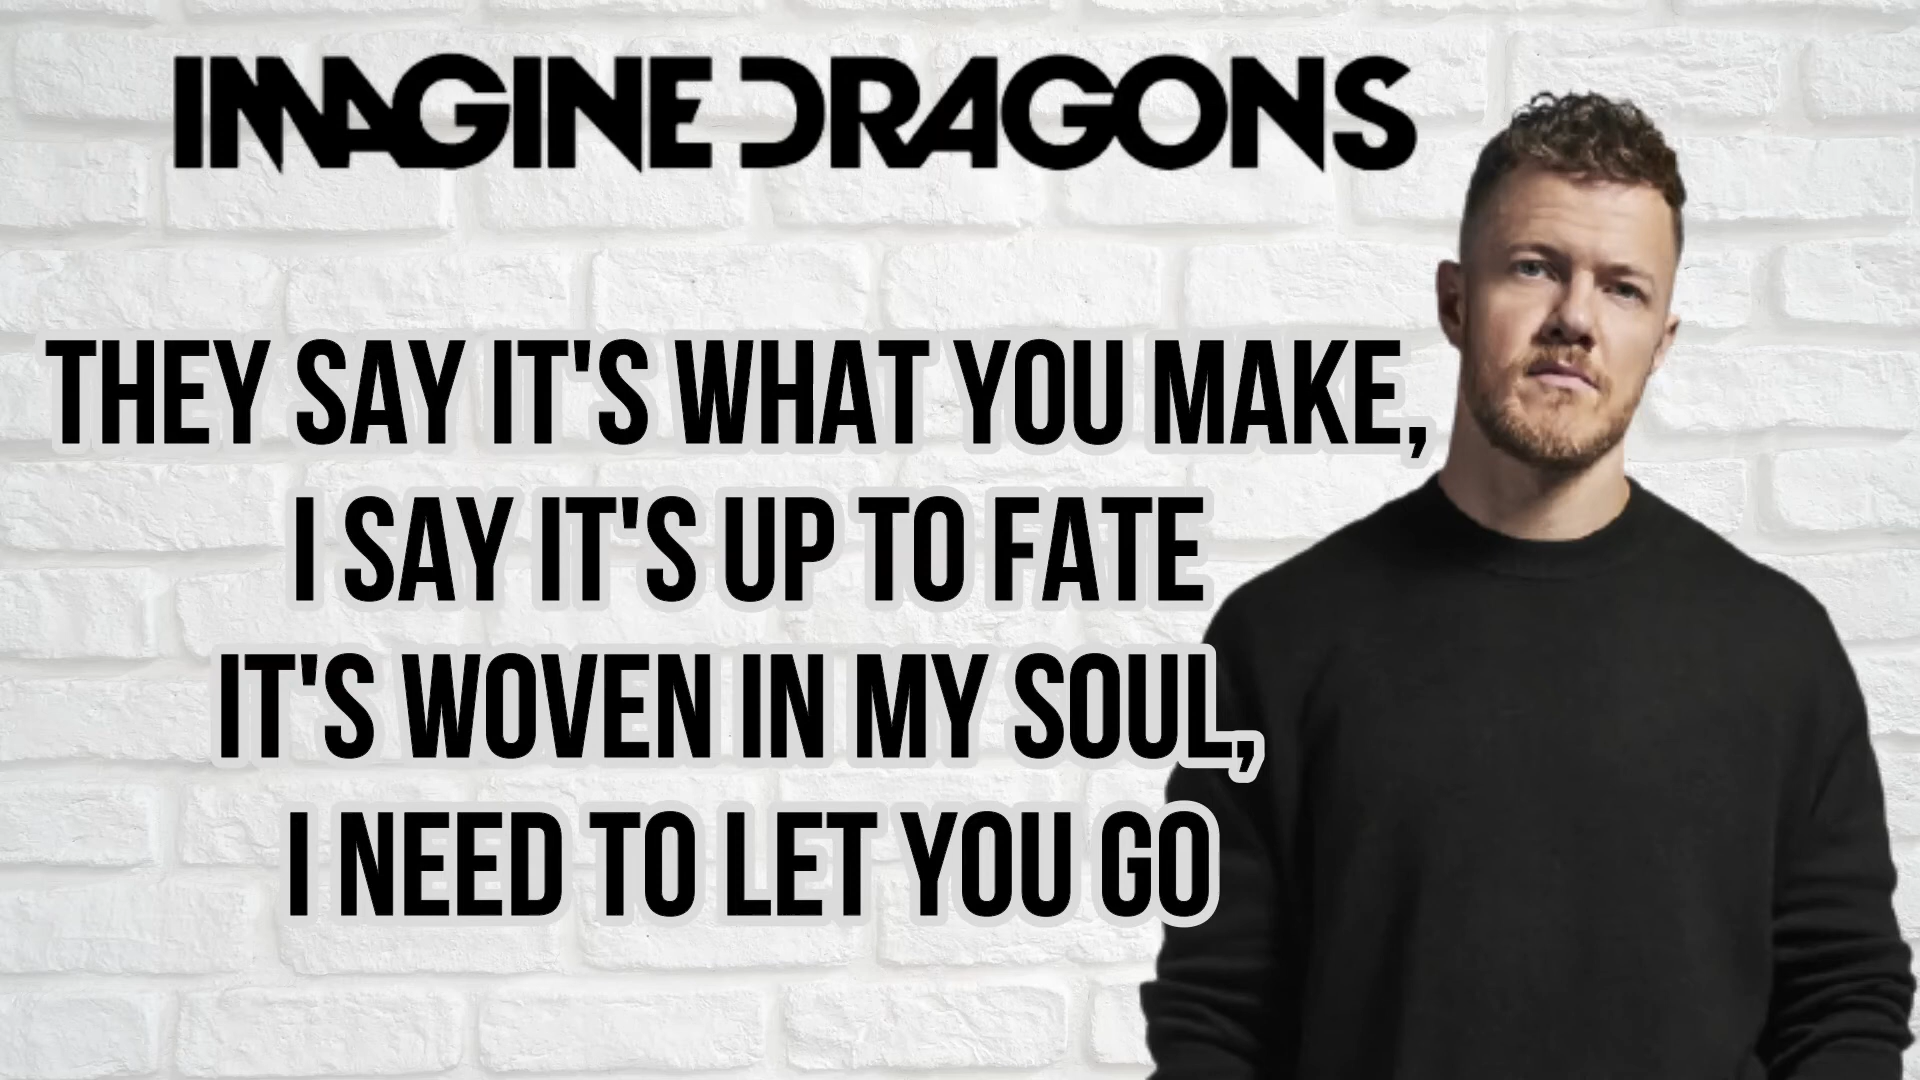 IMAGINE DRAGONS
THEY SAY IT'S WHAT YOU MAKE,
I SAY IT'S UP TO FATE
IT'S WOVEN IN MY SOUL,
I NEED TO LET YOU GO